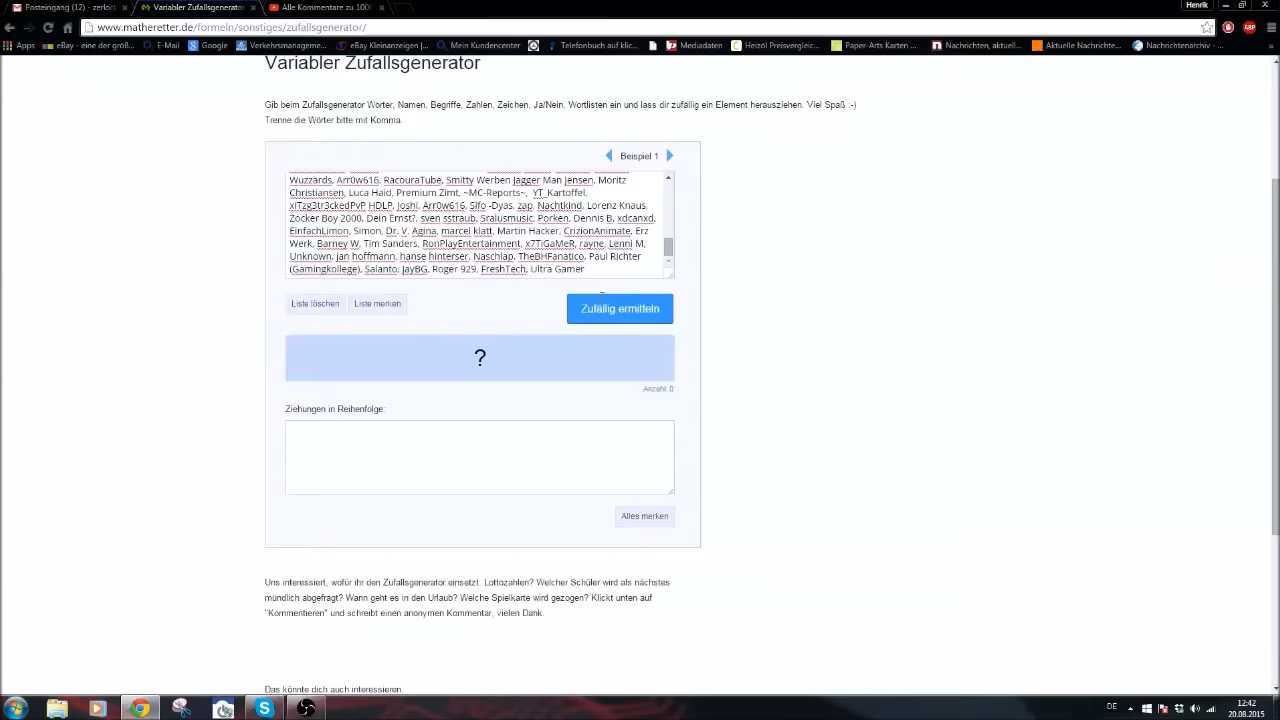 Henrik
Posteingang (12) - zerlock
Variabler Zufallsgenerator
Alle Kommentare zu 100
www.matheretter.de/formeln/sonstiges/zufallsgenerator/
ABP
Apps
eBay - eine der größ...
E-Mail
Google
Verkehrsmanageme...
eBay Kleinanzeigen |...
Mein Kundencenter
Telefonbuch auf klic...
Mediadaten
Heizöl Preisvergleic...
Paper-Arts Karten ...
Nachrichten, aktuell...
Aktuelle Nachrichte...
Nachrichtenarchiv - ...
Variabler Zufallsgenerator
Gib beim Zufallsgenerator Wörter, Namen, Begriffe, Zahlen, Zeichen, Ja/Nein, Wortlisten ein und lass dir zufällig ein Element herausziehen. Viel Spaß :-)
Trenne die Wörter bitte mit Komma.
Beispiel 1
Wuzzards, Arr0w616, RacouraTube, Smitty Werben Jagger Man Jensen, Moritz
Christiansen, Luca Haid, Premium Zimt, ~MC-Reports~, YT_Kartoffel,
xITzg3tr3ckedPvP HDLP, Joshi, Arr0w616, Slfo -Dyas, zap, Nachtkind, Lorenz Knaus,
Zocker Boy 2000, Dein Ernst?, sven sstraub, Sralusmusic, Porken, Dennis B, xdcanxd,
EinfachLimon, Simon, Dr. V. Agina, marcel klatt, Martin Hacker, CrizionAnimate, Erz
Werk, Barney W, Tim Sanders, RonPlayEntertainment, x7TiGaMeR, rayne, Lenni M,
Unknown, jan hoffmann, hanse hinterser, Naschlap, TheBHFanatico, Paul Richter
(Gamingkollege), Salanto, JayBG, Roger 929, FreshTech, Ultra Gamer
Liste löschen
Liste merken
Zufällig ermitteln
?
Anzahl: 0
Ziehungen in Reihenfolge:
Alles merken
Uns interessiert, wofür ihr den Zufallsgenerator einsetzt. Lottozahlen? Welcher Schüler wird als nächstes
mündlich abgefragt? Wann geht es in den Urlaub? Welche Spielkarte wird gezogen? Klickt unten auf
"Kommentieren" und schreibt einen anonymen Kommentar, vielen Dank.
Das könnte dich auch interessieren.
DE
12:42
20.08.2015